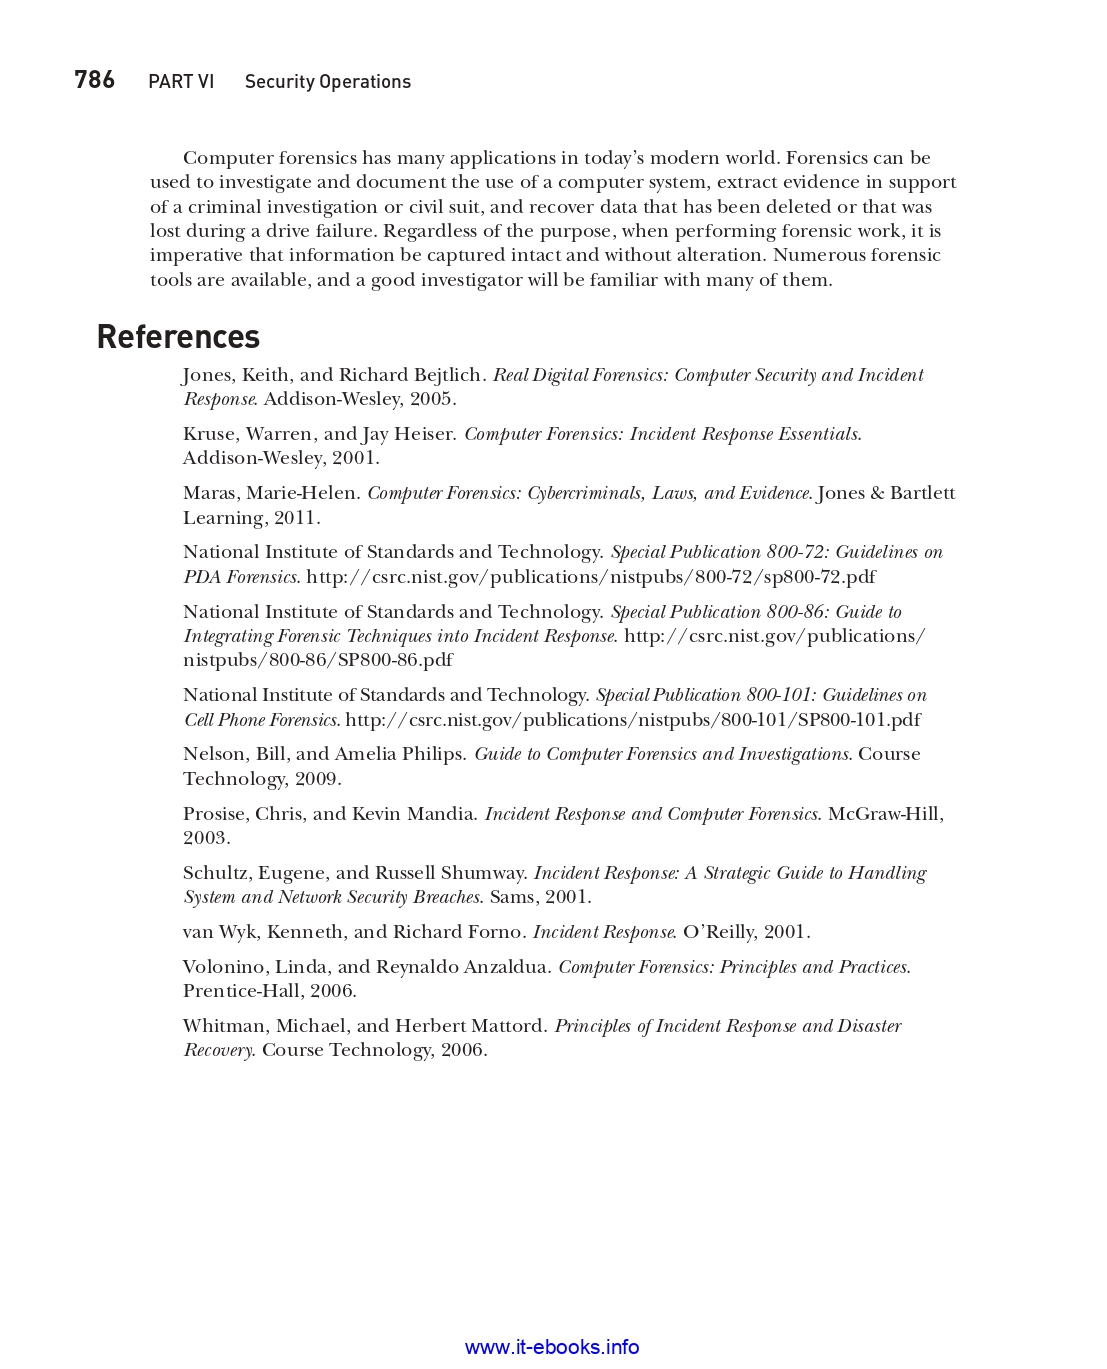 786 PART VI Security Operations
Computer forensics has many applications in today’s modern world. Forensics can be
used to investigate and document the use of a computer system, extract evidence in support
of a criminal investigation or civil suit, and recover data that has been deleted or that was
lost during a drive failure. Regardless of the purpose, when performing forensic work, it is
imperative that information be captured intact and without alteration. Numerous forensic
tools are available, and a good investigator will be familiar with many of them.
References
Jones, Keith, and Richard Bejtlich. Real Digital Forensics: Computer Security and Incident
Response. Addison-Wesley, 2005.
Kruse, Warren, and Jay Heiser. Computer Forensics: Incident Response Essentials.
Addison-Wesley, 2001.
Maras, Marie-Helen. Computer Forensics: Cybercriminals, Laws, and Evidence. Jones & Bartlett
Learning, 2011.
National Institute of Standards and Technology. Special Publication 800-72: Guidelines on
PDA Forensics. http://csrc.nist.gov/publications/nistpubs/800-72/sp800-72.pdf
National Institute of Standards and Technology. Special Publication 800-86: Guide to
Integrating Forensic Techniques into Incident Response. http://csrc.nist.gov/publications/
nistpubs/800-86/SP800-86.pdf
National Institute of Standards and Technology. Special Publication 800-101: Guidelines on
Cell Phone Forensics. http://csrc.nist.gov/publications/nistpubs/800-101/SP800-101.pdf
Nelson, Bill, and Amelia Philips. Guide to Computer Forensics and Investigations. Course
Technology, 2009.
Prosise, Chris, and Kevin Mandia. Incident Response and Computer Forensics. McGraw-Hill,
2003.
Schultz, Eugene, and Russell Shumway. Incident Response: A Strategic Guide to Handling
System and Network Security Breaches. Sams, 2001.
van Wyk, Kenneth, and Richard Forno. Incident Response. O’Reilly, 2001.
Volonino, Linda, and Reynaldo Anzaldua. Computer Forensics: Principles and Practices.
Prentice-Hall, 2006.
Whitman, Michael, and Herbert Mattord. Principles of Incident Response and Disaster
Recovery. Course Technology, 2006.
www.it-ebooks.info